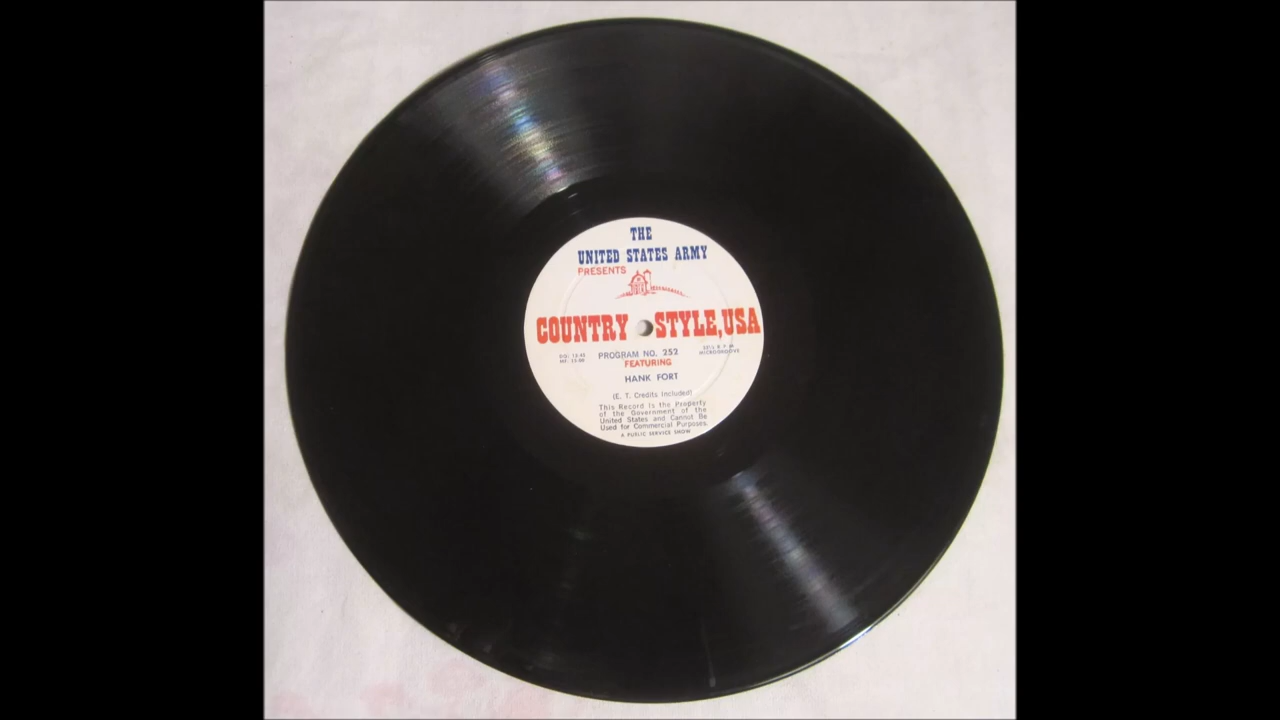 THE
UNITED STATES ARMY
PRESENTS
COUNTRY STYLE, USA
PROGRAM NO. 252
MICROGROOVE
FEATURING
HANK FORT
(E. T. Credits Included)
This Record Is the Property
of the Government of the
United States and Cannot Be
Used for Commercial Purposes.
A PUBLIC SERVICE SHOW